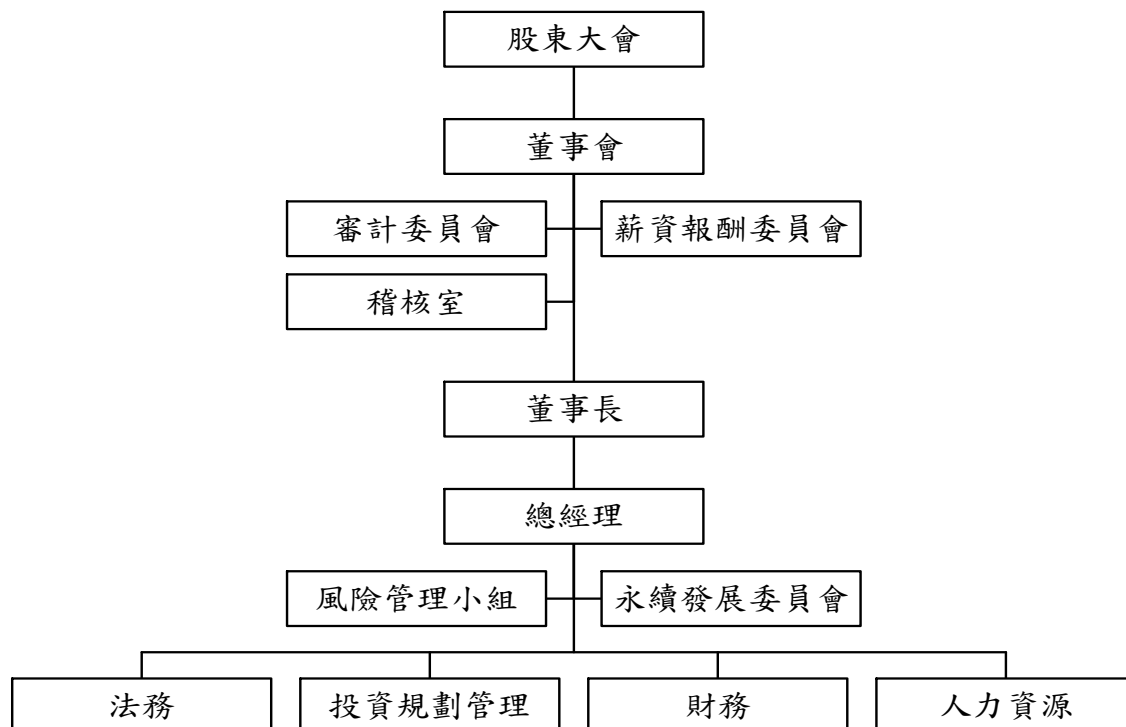 股東大會
董事會
審計委員會
薪資報酬委員會
稽核室
董事長
總經理
風險管理小組
永續發展委員會
法務
投資規劃管理
財務
人力資源